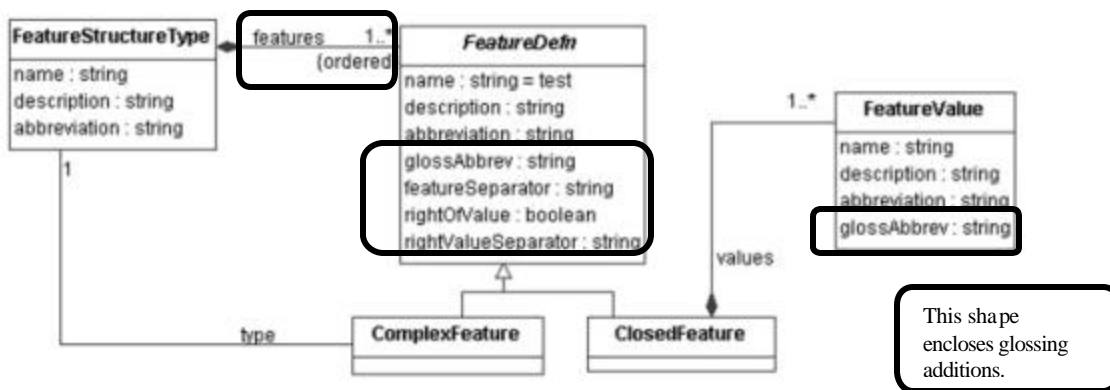 FeatureStructureType
name : string
description : string
abbreviation : string
features 1..*
(ordered
FeatureDefn
name : string = test
description : string
abbreviation : string
glossAbbrev : string
featureSeparator : string
rightOfValue : boolean
rightValueSeparator : string
1..*
FeatureValue
name : string
description : string
abbreviation : string
glossAbbrev : string
1
values
type
ComplexFeature
ClosedFeature
This shape
encloses glossing
additions.